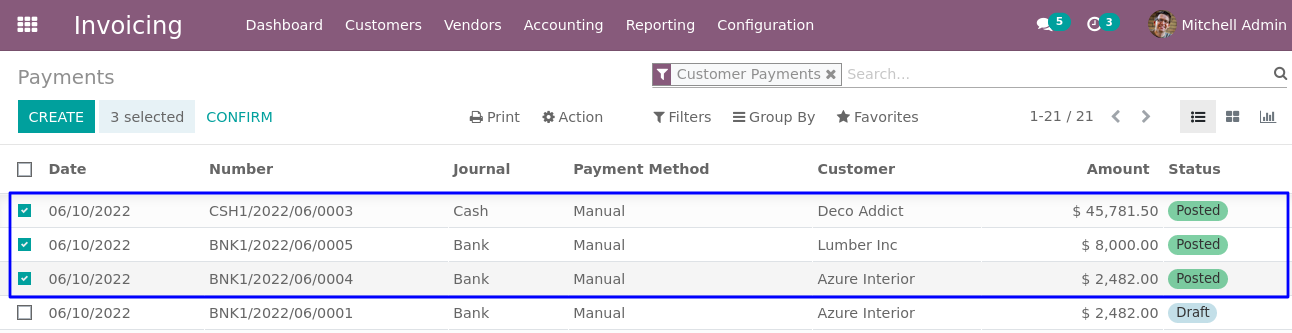 Invoicing Dashboard Customers Vendors Accounting Reporting Configuration 5 3 Mitchell Admin
Payments Customer Payments Search...
CREATE 3 selected CONFIRM Print Action Filters Group By Favorites 1-21 / 21
Date Number Journal Payment Method Customer Amount Status
06/10/2022 CSH1/2022/06/0003 Cash Manual Deco Addict $ 45,781.50 Posted
06/10/2022 BNK1/2022/06/0005 Bank Manual Lumber Inc $ 8,000.00 Posted
06/10/2022 BNK1/2022/06/0004 Bank Manual Azure Interior $ 2,482.00 Posted
06/10/2022 BNK1/2022/06/0001 Bank Manual Azure Interior $ 2,482.00 Draft